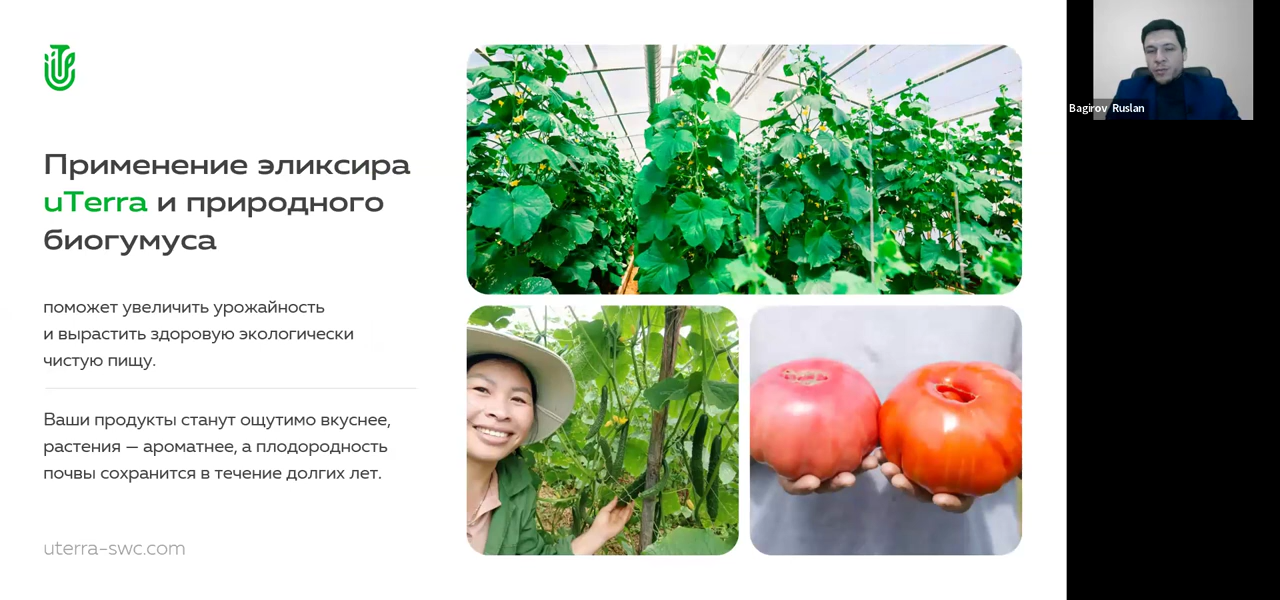 Применение эликсира
uTerra и природного
биогумуса
поможет увеличить урожайность
и вырастить здоровую экологически
чистую пищу.
Ваши продукты станут ощутимо вкуснее,
растения — ароматнее, а плодородность
почвы сохранится в течение долгих лет.
uterra-swc.com
Bagirov Ruslan